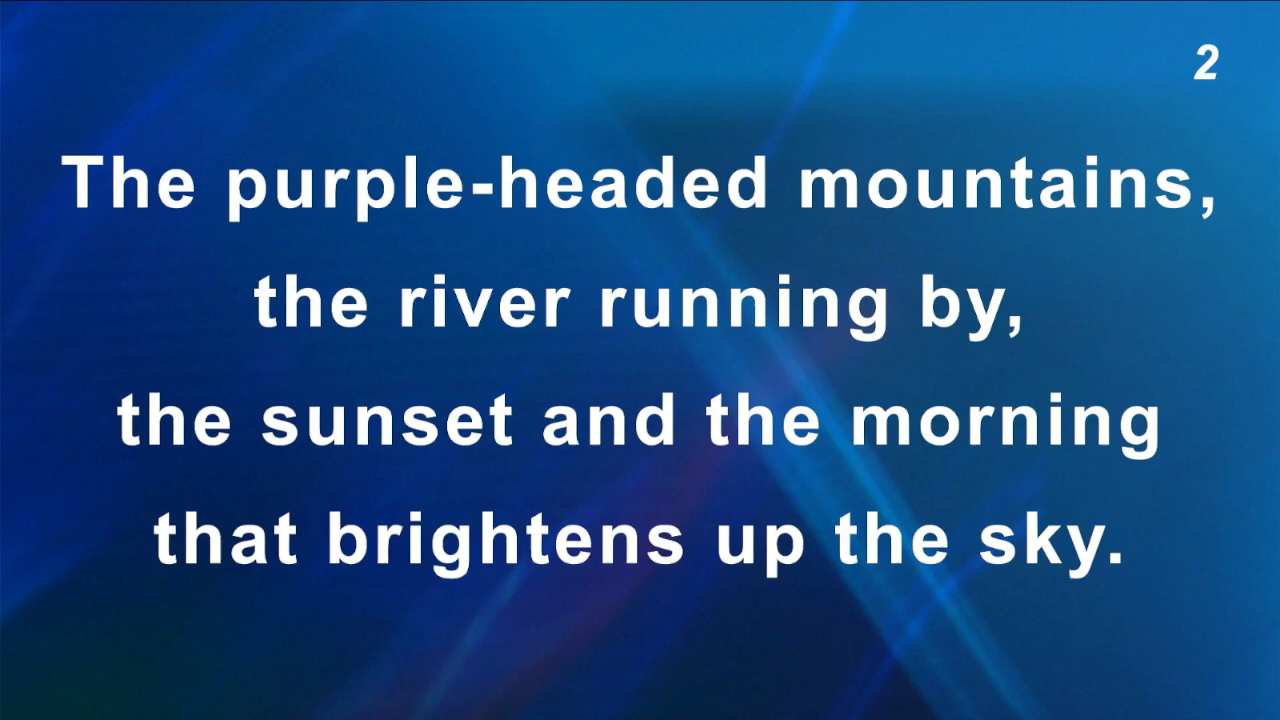 2
The purple-headed mountains,
the river running by,
the sunset and the morning
that brightens up the sky.